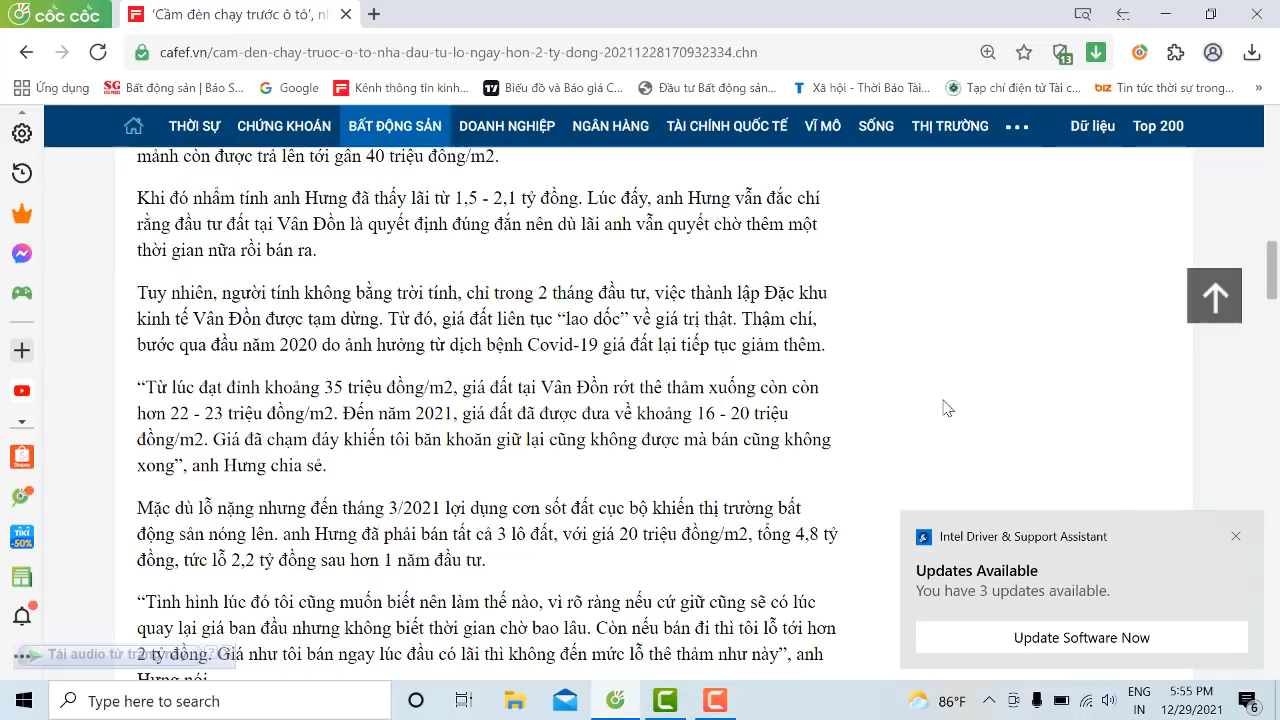 cốc cốc
'Cầm đèn chạy trước ô tô', n
cafef.vn/cam-den-chay-truoc-o-to-nha-dau-tu-lo-ngay-hon-2-ty-dong-20211228170932334.chn
13
Ứng dụng
SG
Bất động sản | Báo S...
Google
Kênh thông tin kinh...
Biểu đồ và Báo giá C...
Đầu tư Bất động sản...
Xã hội - Thời Báo Tài...
Tạp chí điện tử Tài c...
biz
Tin tức thời sự trong...
»
THỜI SỰ
CHỨNG KHOÁN
BẤT ĐỘNG SẢN
DOANH NGHIỆP
NGÂN HÀNG
TÀI CHÍNH QUỐC TẾ
VĨ MÔ
SỐNG
THỊ TRƯỜNG
Dữ liệu
Top 200
mảnh còn được trả lên tới gần 40 triệu đồng/m2.
Khi đó nhẩm tính anh Hưng đã thấy lãi từ 1,5 - 2,1 tỷ đồng. Lúc đấy, anh Hưng vẫn đắc chí
rằng đầu tư đất tại Vân Đồn là quyết định đúng đắn nên dù lãi anh vẫn quyết chờ thêm một
thời gian nữa rồi bán ra.
Tuy nhiên, người tính không bằng trời tính, chỉ trong 2 tháng đầu tư, việc thành lập Đặc khu
kinh tế Vân Đồn được tạm dừng. Từ đó, giá đất liên tục “lao dốc” về giá trị thật. Thậm chí,
bước qua đầu năm 2020 do ảnh hưởng từ dịch bệnh Covid-19 giá đất lại tiếp tục giảm thêm.
“Từ lúc đạt đỉnh khoảng 35 triệu đồng/m2, giá đất tại Vân Đồn rớt thê thảm xuống còn còn
hơn 22 - 23 triệu đồng/m2. Đến năm 2021, giá đất đã được đưa về khoảng 16 - 20 triệu
đồng/m2. Giá đã chạm đáy khiến tôi băn khoăn giữ lại cũng không được mà bán cũng không
xong”, anh Hưng chia sẻ.
Mặc dù lỗ nặng nhưng đến tháng 3/2021 lợi dụng cơn sốt đất cục bộ khiến thị trường bất
động sản nóng lên. anh Hưng đã phải bán tất cả 3 lô đất, với giá 20 triệu đồng/m2, tổng 4,8 tỷ
đồng, tức lỗ 2,2 tỷ đồng sau hơn 1 năm đầu tư.
“Tình hình lúc đó tôi cũng muốn biết nên làm thế nào, vì rõ ràng nếu cứ giữ cũng sẽ có lúc
quay lại giá ban đầu nhưng không biết thời gian chờ bao lâu. Còn nếu bán đi thì tôi lỗ tới hơn
2 tỷ đồng. Giá như tôi bán ngay lúc đầu có lãi thì không đến mức lỗ thê thảm như này”, anh
Hưng nói
Tải audio từ
Intel Driver & Support Assistant
Updates Available
You have 3 updates available.
Update Software Now
Shopee
TIKI
-50%
Type here to search
86°F
ENG
IN
5:55 PM
12/29/2021
6